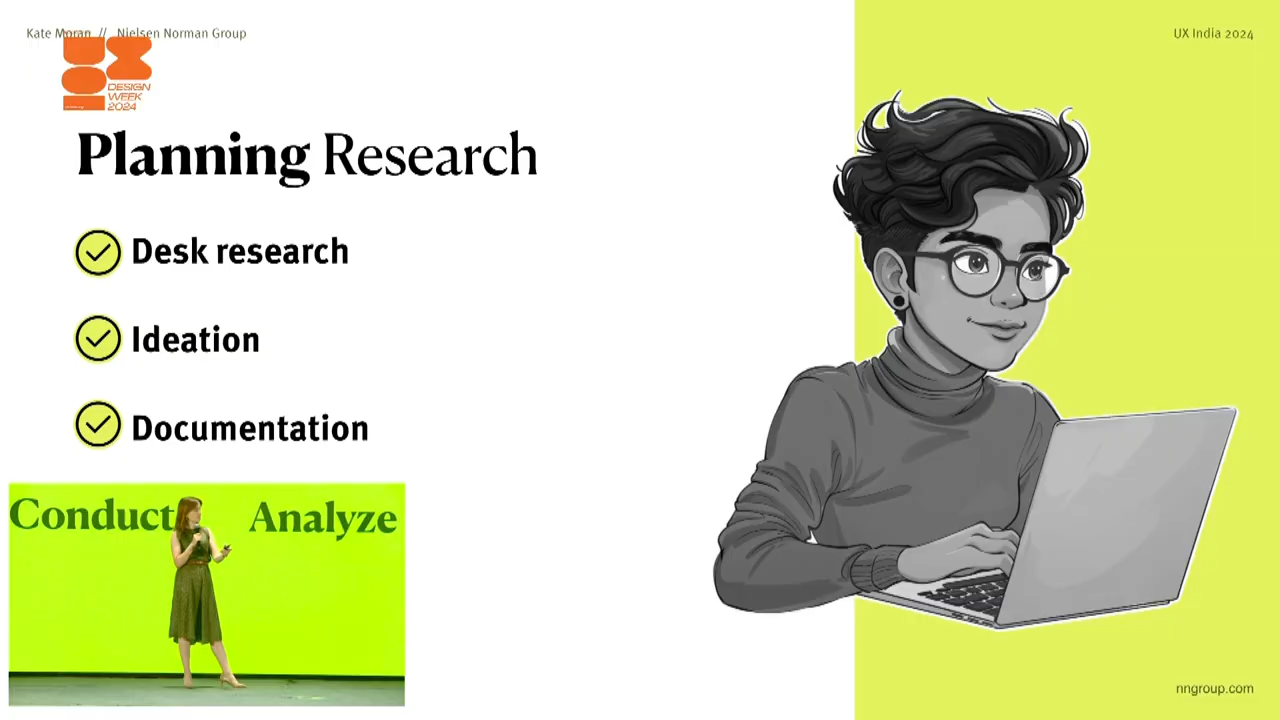 Kate Moran // Nielsen Norman Group
UX India 2024
DESIGN
WEEK
2024
Planning Research
Desk research
Ideation
Documentation
Conduct
Analyze
nngroup.com